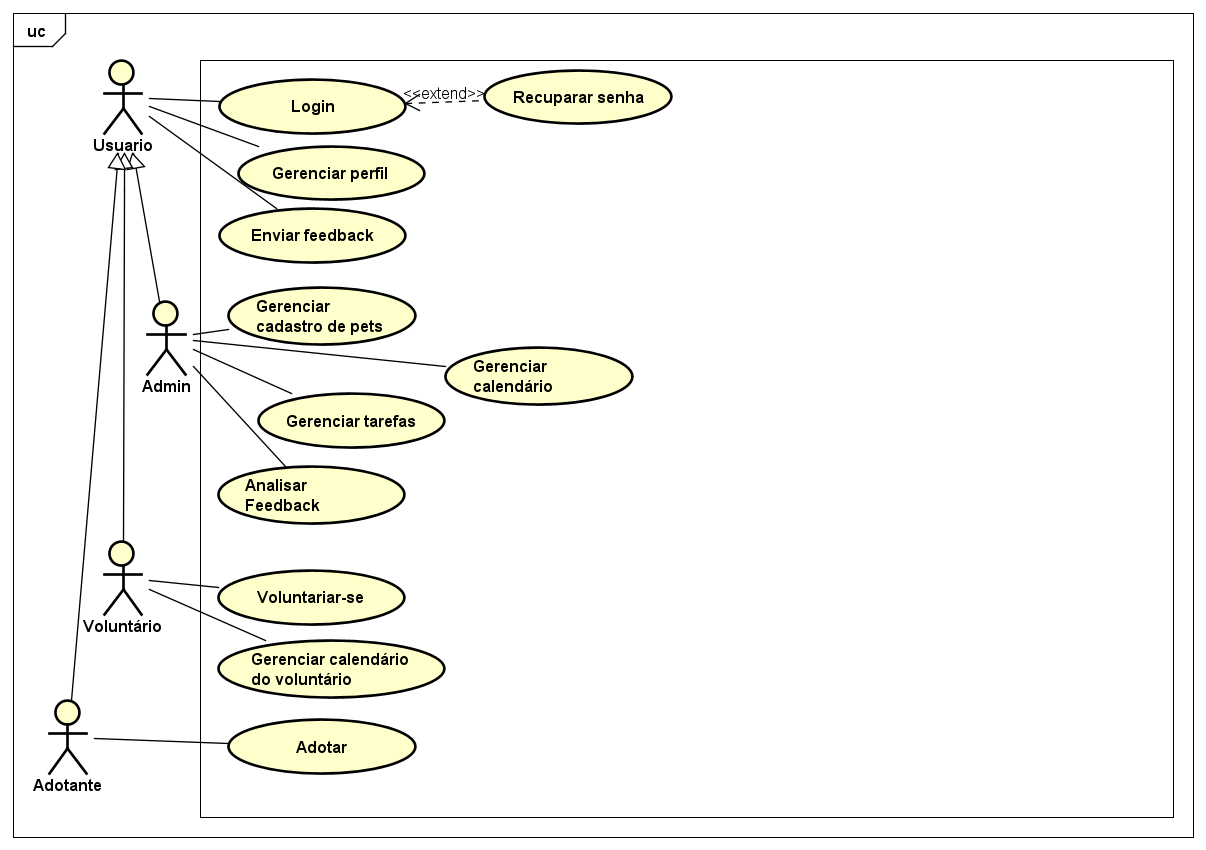 uc
Usuario
Login
<<extend>>
Recuparar senha
Gerenciar perfil
Enviar feedback
Admin
Gerenciar
cadastro de pets
Gerenciar
calendário
Gerenciar tarefas
Analisar
Feedback
Voluntário
Voluntariar-se
Gerenciar calendário
do voluntário
Adotante
Adotar